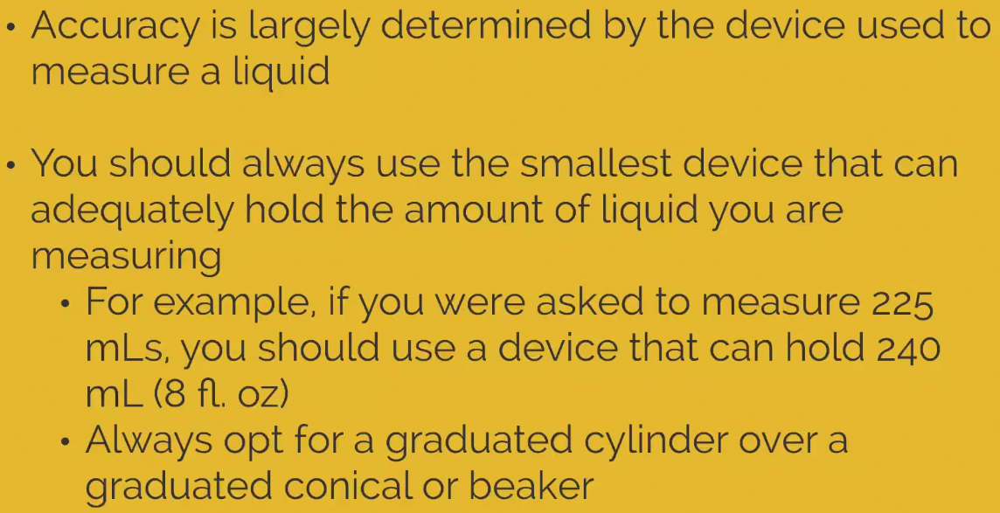 • Accuracy is largely determined by the device used to
measure a liquid
• You should always use the smallest device that can
adequately hold the amount of liquid you are
measuring
• For example, if you were asked to measure 225
mLs, you should use a device that can hold 240
mL (8 fl. oz)
• Always opt for a graduated cylinder over a
graduated conical or beaker